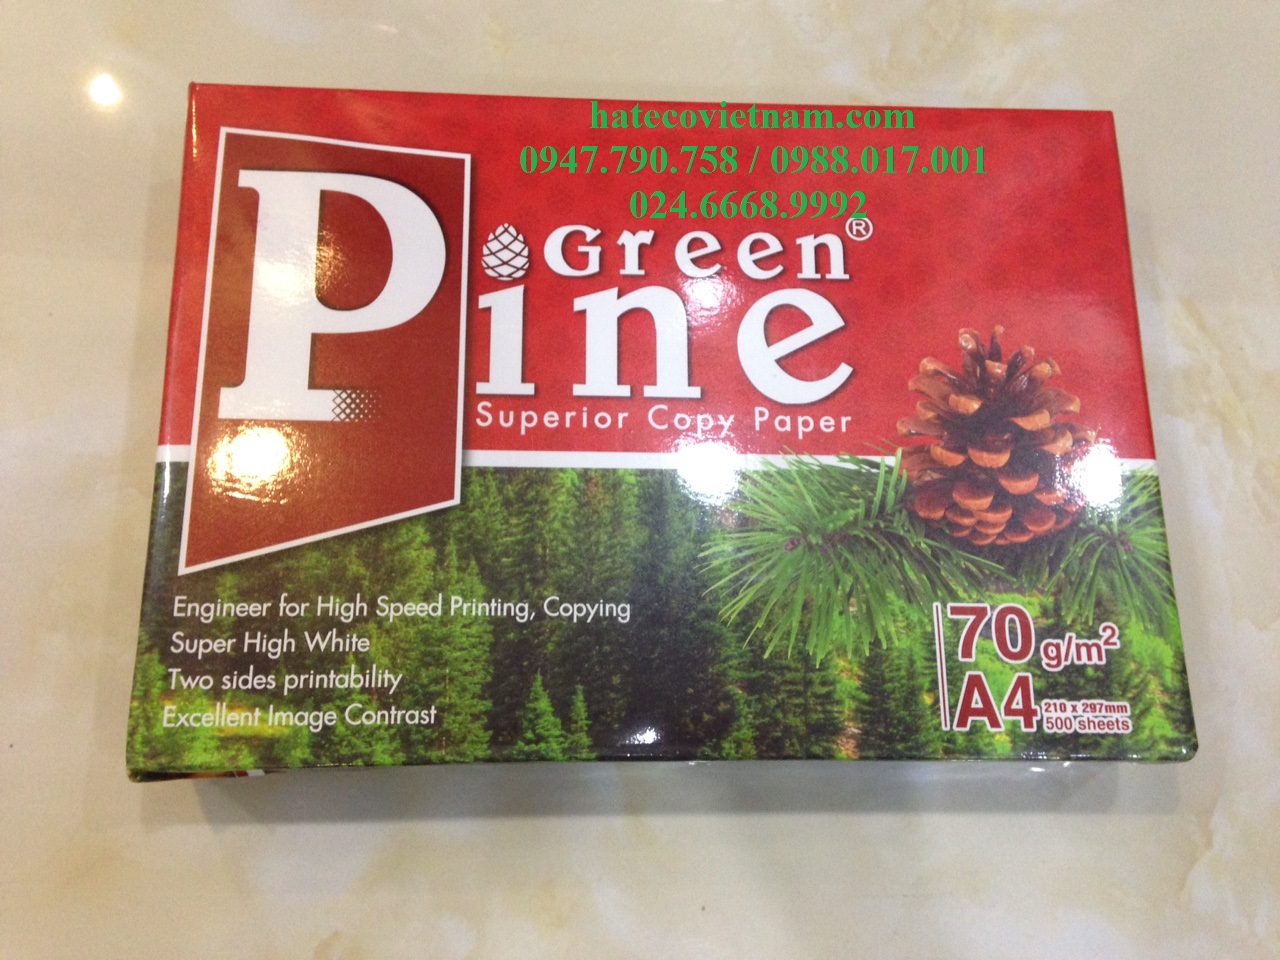 hatecovietnam.com
0947.790.758 / 0988.017.001
024.6668.9992
Green®
Pine
Superior Copy Paper
Engineer for High Speed Printing, Copying
Super High White
Two sides printability
Excellent Image Contrast
70 g/m²
A4 210 x 297mm
500 sheets